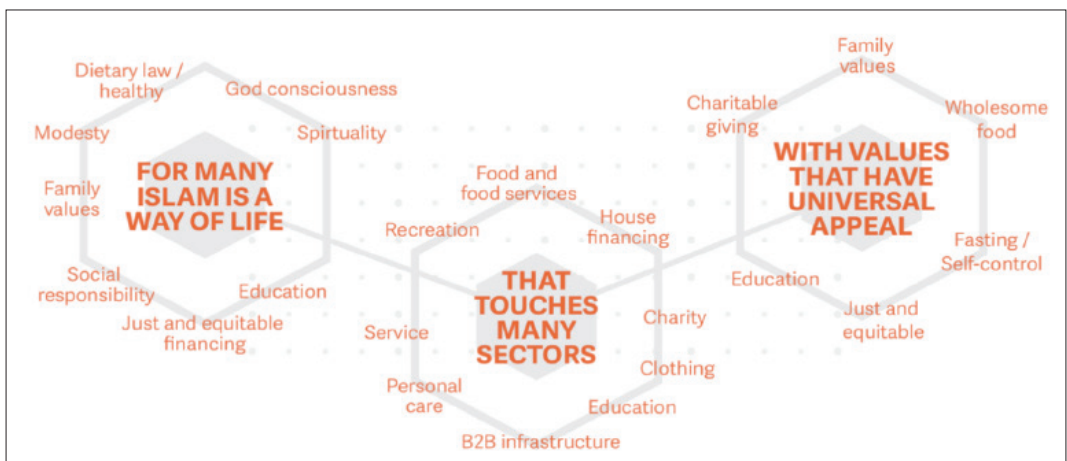 Dietary law /
healthy
God consciousness
Modesty
Spirtuality
FOR MANY
ISLAM IS A
WAY OF LIFE
Family
values
Social
responsibility
Education
Just and equitable
financing
Food and
food services
Recreation
House
financing
THAT
TOUCHES
MANY
SECTORS
Service
Charity
Clothing
Personal
care
Education
B2B infrastructure
Family
values
Charitable
giving
Wholesome
food
WITH VALUES
THAT HAVE
UNIVERSAL
APPEAL
Fasting /
Self-control
Education
Just and
equitable